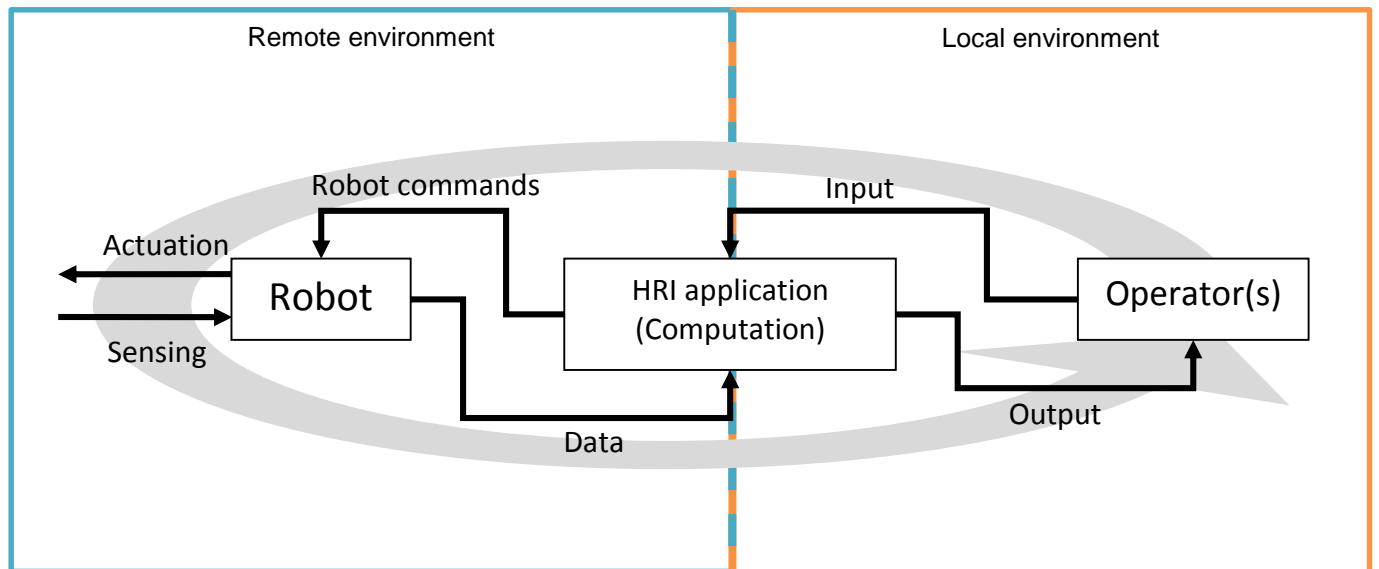 Remote environment
Local environment
Robot commands
Input
Actuation
Robot
HRI application
(Computation)
Operator(s)
Sensing
Output
Data